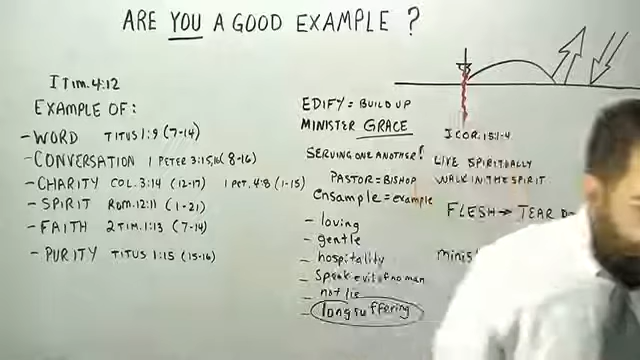 ARE YOU A GOOD EXAMPLE ?
I Tim. 4:12
EXAMPLE OF:
- WORD TITUS 1:9 (7-14)
- CONVERSATION 1 PETER 3:15,16 (8-16)
- CHARITY COL. 3:14 (12-17) 1 PET. 4:8 (1-15)
- SPIRIT ROM. 12:11 (1-21)
- FAITH 2 TIM. 1:13 (7-14)
- PURITY TITUS 1:15 (15-16)
EDIFY = BUILD UP
MINISTER GRACE
SERVING ONE ANOTHER!
PASTOR = BISHOP
Ensample = example
- loving
- gentle
- hospitality
- Speak evil of no man
- not lie
- longsuffering
I COR. 15:1-4
LIVE SPIRITUALLY
WALK IN THE SPIRIT
FLESH → TEAR